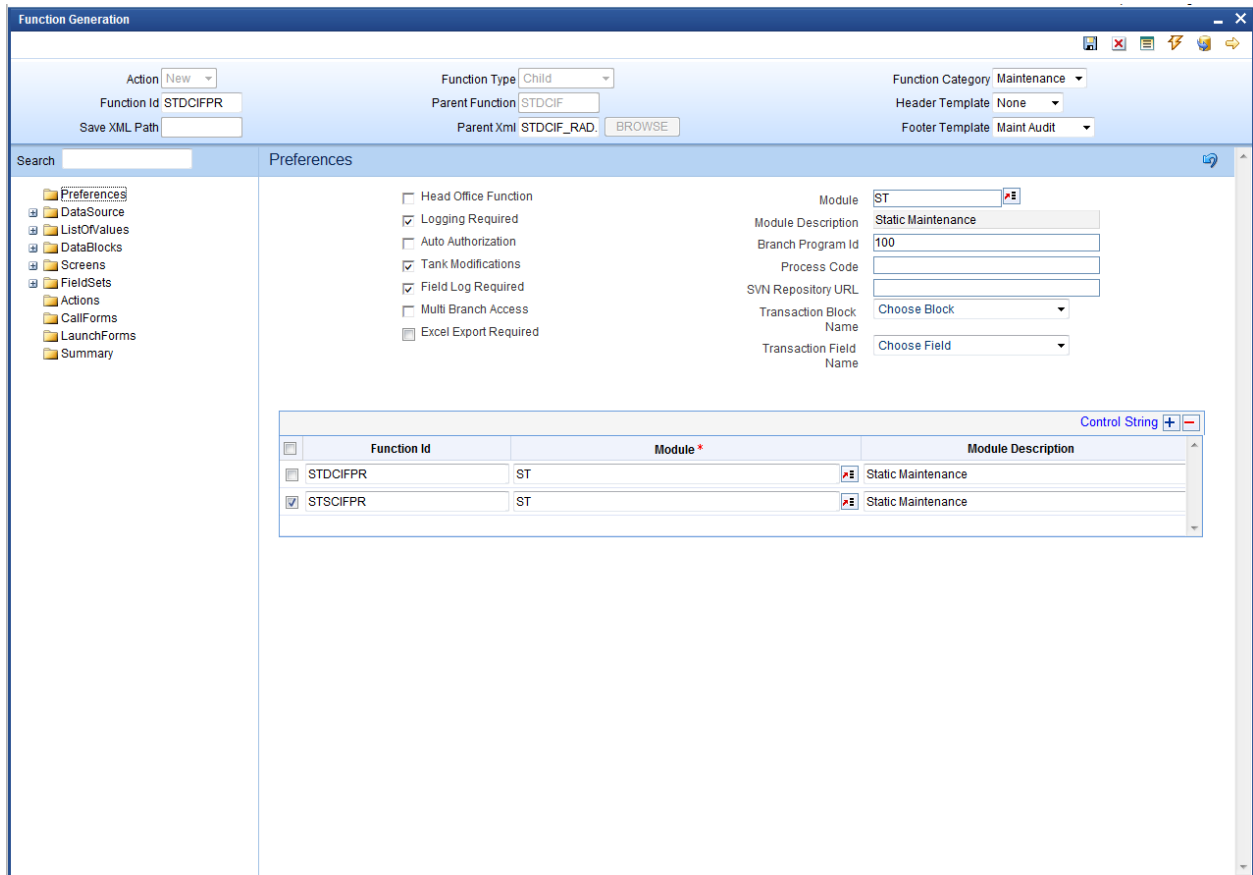 Function Generation
Action New Function Type Child Function Category Maintenance
Function Id STDCIFPR Parent Function STDCIF Header Template None
Save XML Path Parent Xml STDCIF_RAD. BROWSE Footer Template Maint Audit
Search Preferences
Preferences
DataSource
ListOfValues
DataBlocks
Screens
FieldSets
Actions
CallForms
LaunchForms
Summary
Head Office Function
Logging Required
Auto Authorization
Tank Modifications
Field Log Required
Multi Branch Access
Excel Export Required
Module ST
Module Description Static Maintenance
Branch Program Id 100
Process Code
SVN Repository URL
Transaction Block Choose Block
Name
Transaction Field Choose Field
Name
Control String
Function Id Module * Module Description
STDCIFPR ST Static Maintenance
STSCIFPR ST Static Maintenance